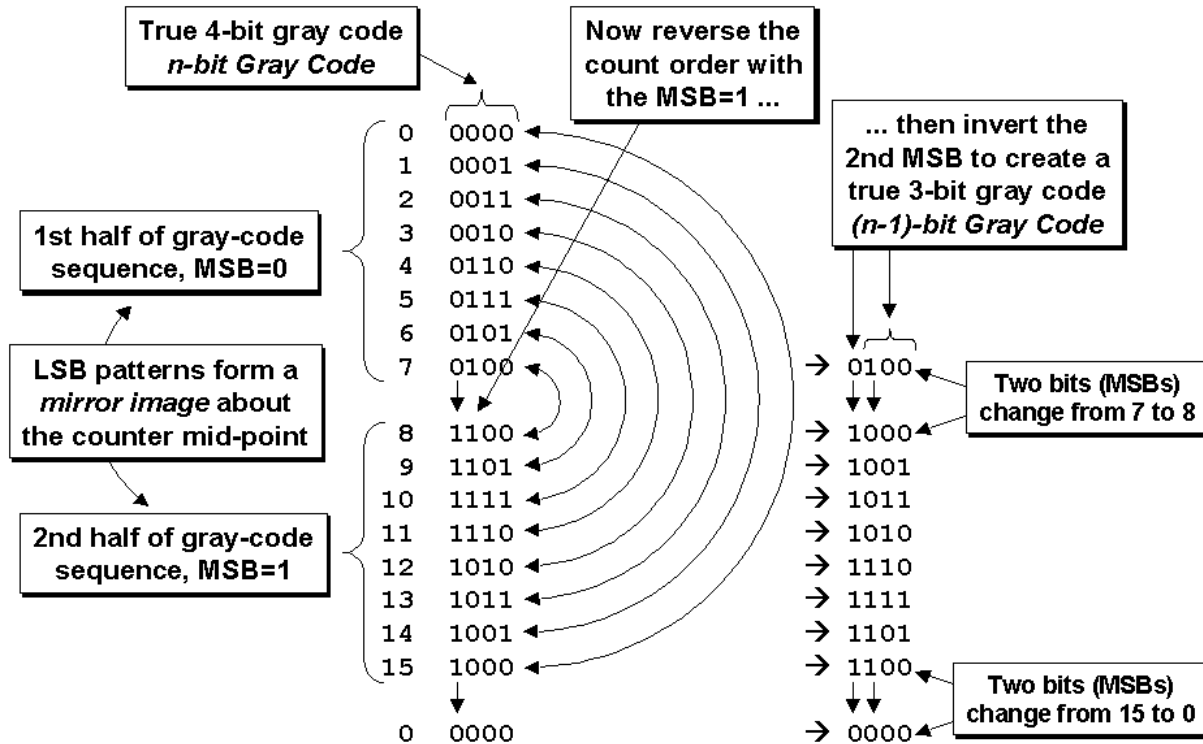 True 4-bit gray code
n-bit Gray Code
Now reverse the
count order with
the MSB=1 ...
... then invert the
2nd MSB to create a
true 3-bit gray code
(n-1)-bit Gray Code
1st half of gray-code
sequence, MSB=0
LSB patterns form a
mirror image about
the counter mid-point
2nd half of gray-code
sequence, MSB=1
0 0000
1 0001
2 0011
3 0010
4 0110
5 0111
6 0101
7 0100 → 0100
8 1100 → 1000
9 1101 → 1001
10 1111 → 1011
11 1110 → 1010
12 1010 → 1110
13 1011 → 1111
14 1001 → 1101
15 1000 → 1100
0 0000 → 0000
Two bits (MSBs)
change from 7 to 8
Two bits (MSBs)
change from 15 to 0